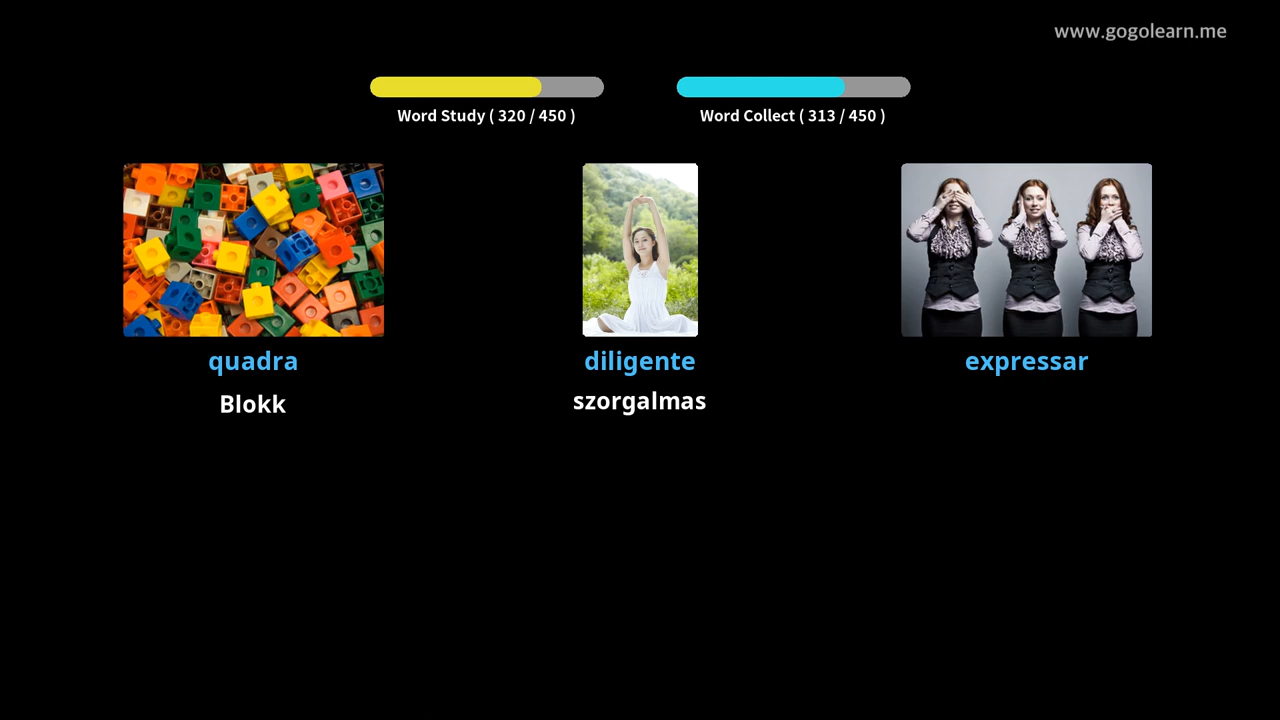 www.gogolearn.me
Word Study ( 320 / 450 )
Word Collect ( 313 / 450 )
quadra
diligente
expressar
Blokk
szorgalmas